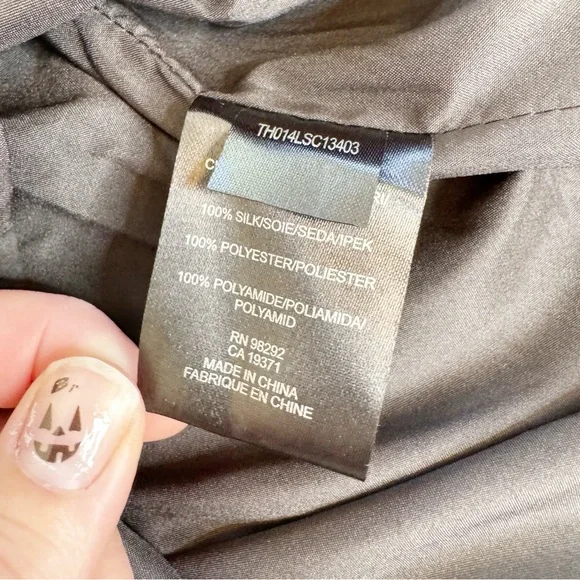 TH014LSC13403
100% SILK/SOIE/SEDA/IPEK
100% POLYESTER/POLIESTER
100% POLYAMIDE/POLIAMIDA/
POLYAMID
RN 98292
CA 19371
MADE IN CHINA
FABRIQUE EN CHINE